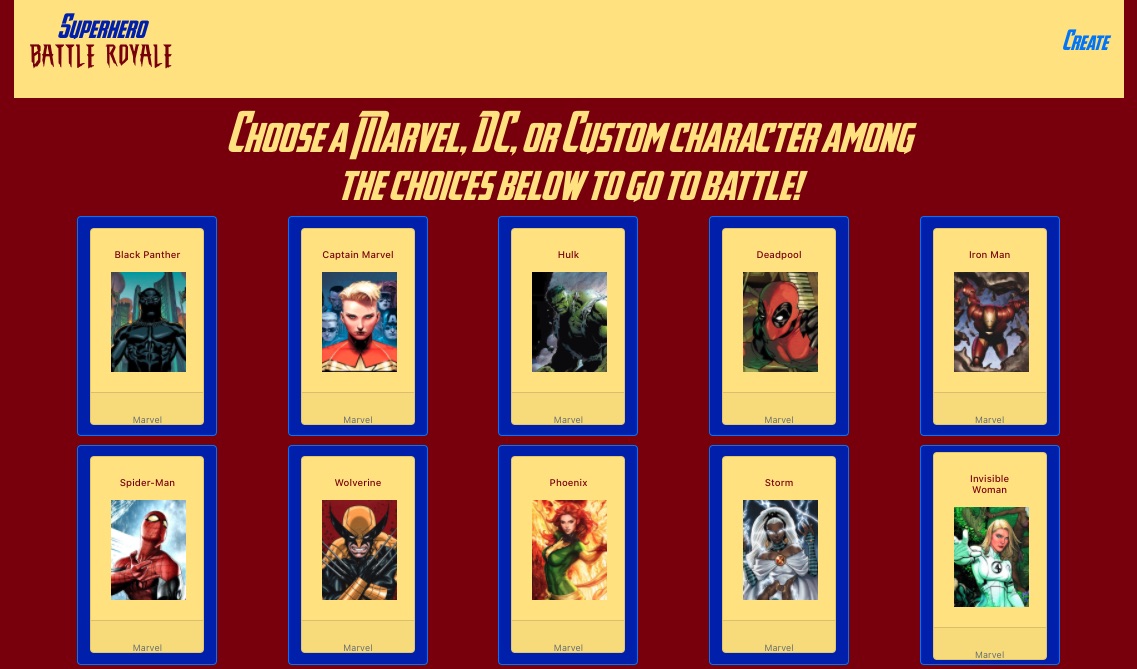 Superhero
Battle Royale
Create
Choose a Marvel, DC, or Custom character among
the choices below to go to battle!
Black Panther
Captain Marvel
Hulk
Deadpool
Iron Man
Marvel
Marvel
Marvel
Marvel
Marvel
Spider-Man
Wolverine
Phoenix
Storm
Invisible
Woman
Marvel
Marvel
Marvel
Marvel
Marvel